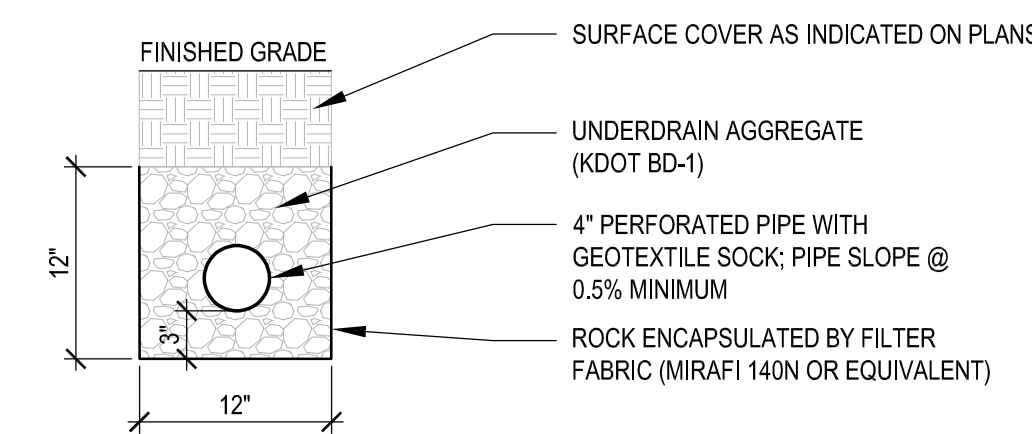 FINISHED GRADE
SURFACE COVER AS INDICATED ON PLANS
UNDERDRAIN AGGREGATE
(KDOT BD-1)
4" PERFORATED PIPE WITH
GEOTEXTILE SOCK; PIPE SLOPE @
0.5% MINIMUM
ROCK ENCAPSULATED BY FILTER
FABRIC (MIRAFI 140N OR EQUIVALENT)
12"
3"
12"